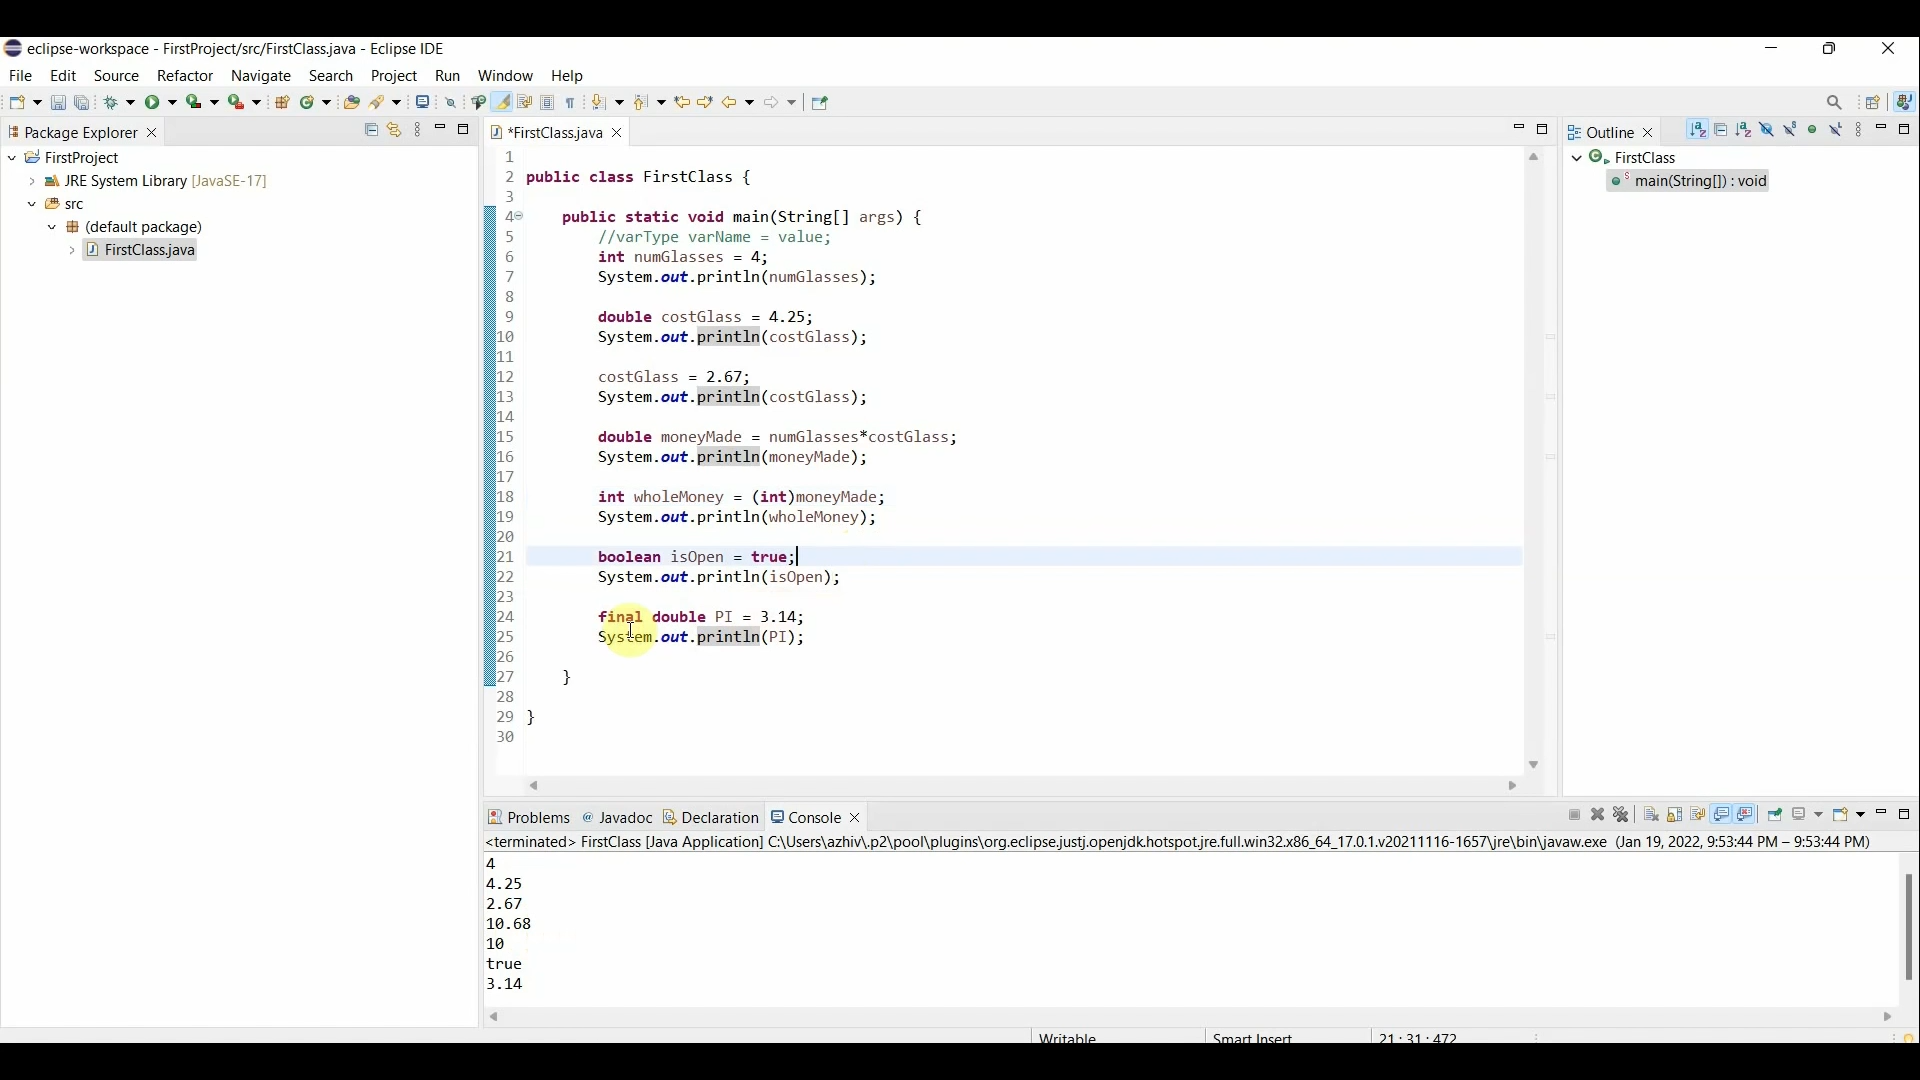 eclipse-workspace - FirstProject/src/FirstClass.java - Eclipse IDE
File Edit Source Refactor Navigate Search Project Run Window Help
Package Explorer
FirstProject
JRE System Library [JavaSE-17]
src
(default package)
FirstClass.java
*FirstClass.java
1
2 public class FirstClass {
3
4 public static void main(String[] args) {
5 //varType varName = value;
6 int numGlasses = 4;
7 System.out.println(numGlasses);
8
9 double costGlass = 4.25;
10 System.out.println(costGlass);
11
12 costGlass = 2.67;
13 System.out.println(costGlass);
14
15 double moneyMade = numGlasses*costGlass;
16 System.out.println(moneyMade);
17
18 int wholeMoney = (int)moneyMade;
19 System.out.println(wholeMoney);
20
21 boolean isOpen = true;
22 System.out.println(isOpen);
23
24 final double PI = 3.14;
25 System.out.println(PI);
26
27 }
28
29 }
30
Outline
FirstClass
main(String[]) : void
Problems @ Javadoc Declaration Console
<terminated> FirstClass [Java Application] C:\Users\azhiv\.p2\pool\plugins\org.eclipse.justj.openjdk.hotspot.jre.full.win32.x86_64_17.0.1.v20211116-1657\jre\bin\javaw.exe (Jan 19, 2022, 9:53:44 PM – 9:53:44 PM)
4
4.25
2.67
10.68
10
true
3.14
Writable Smart Insert 21 : 31 : 472